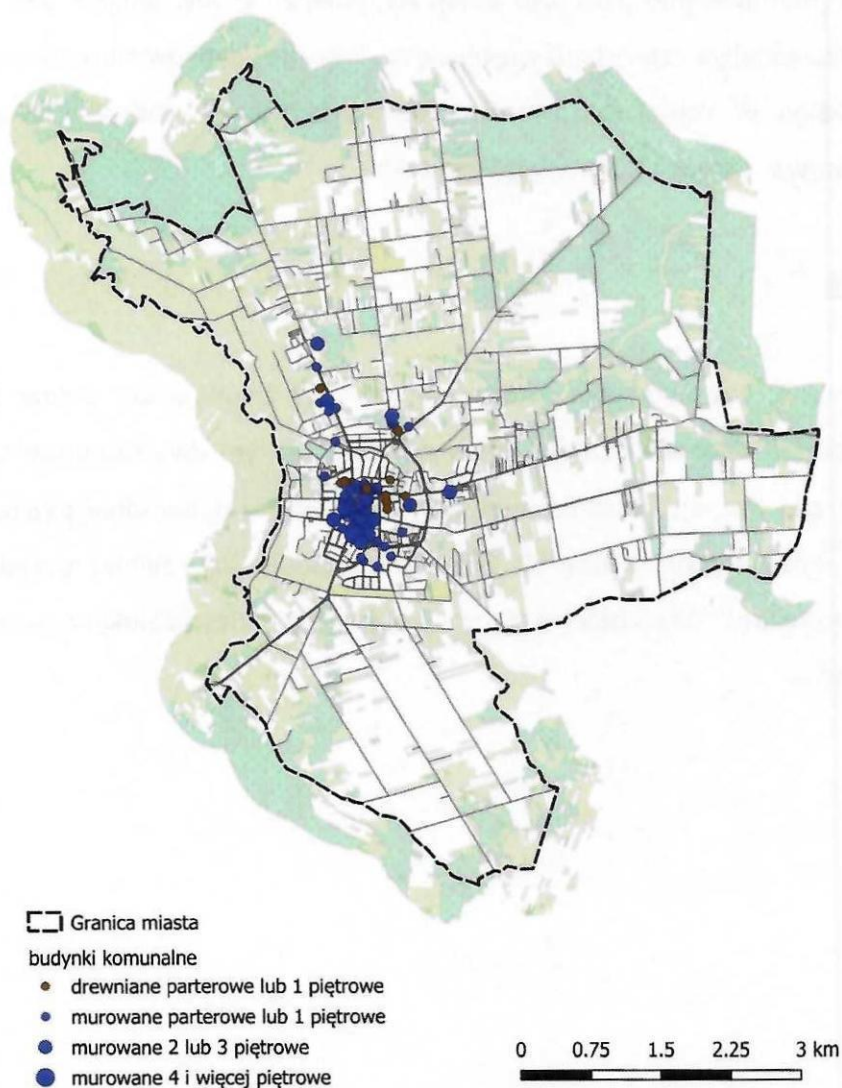 Granica miasta
budynki komunalne
drewniane parterowe lub 1 piętrowe
murowane parterowe lub 1 piętrowe
murowane 2 lub 3 piętrowe
murowane 4 i więcej piętrowe
0 0.75 1.5 2.25 3 km